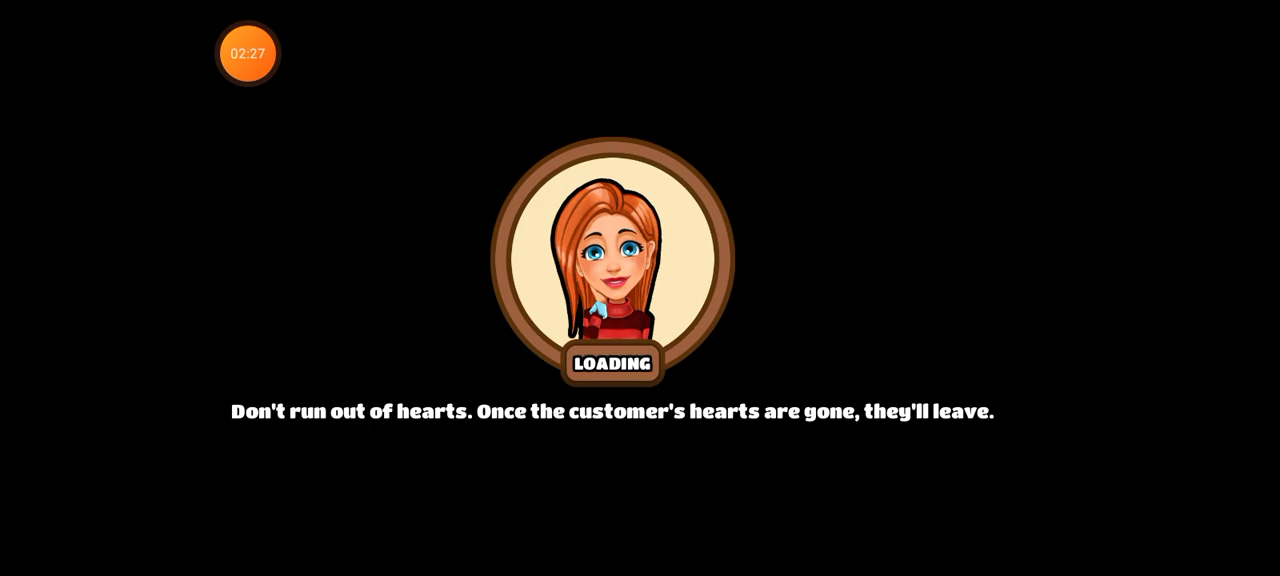 02:27
LOADING
Don't run out of hearts. Once the customer's hearts are gone, they'll leave.